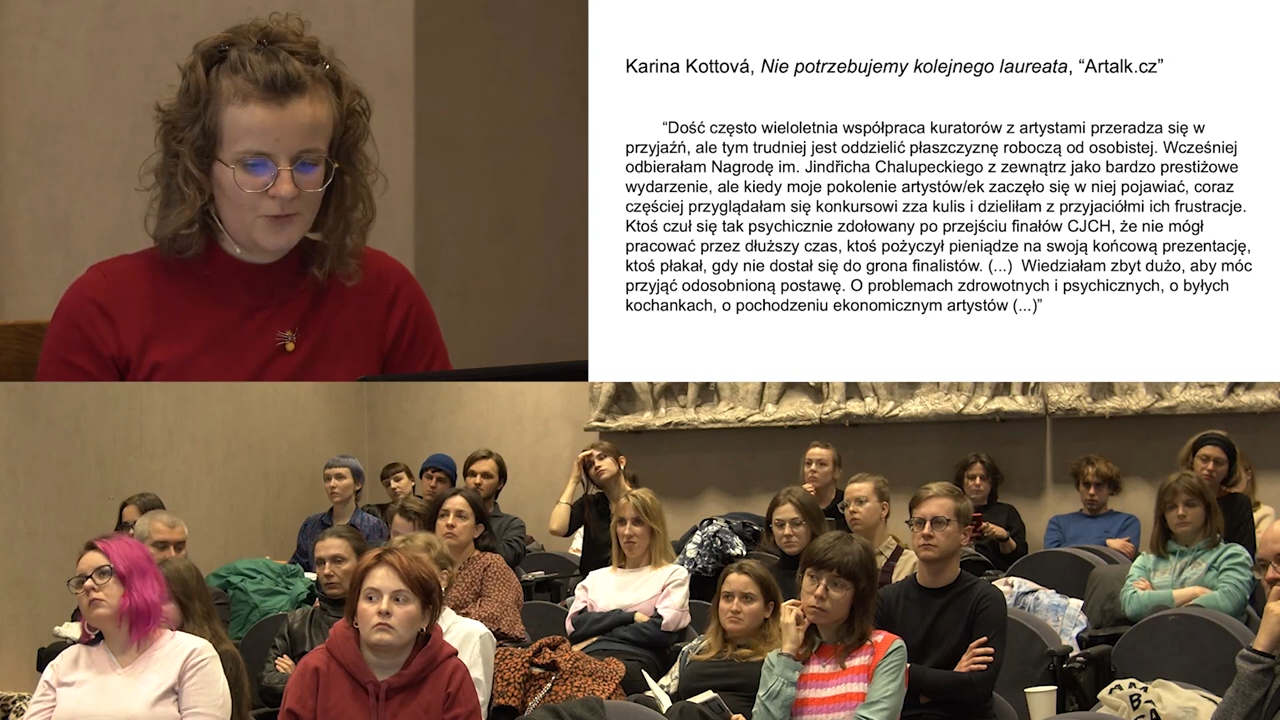 Karina Kottová, Nie potrzebujemy kolejnego laureata, “Artalk.cz”
“Dość często wieloletnia współpraca kuratorów z artystami przeradza się w
przyjaźń, ale tym trudniej jest oddzielić płaszczyznę roboczą od osobistej. Wcześniej
odbierałam Nagrodę im. Jindřicha Chalupeckiego z zewnątrz jako bardzo prestiżowe
wydarzenie, ale kiedy moje pokolenie artystów/ek zaczęło się w niej pojawiać, coraz
częściej przyglądałam się konkursowi zza kulis i dzieliłam z przyjaciółmi ich frustracje.
Ktoś czuł się tak psychicznie zdołowany po przejściu finałów CJCH, że nie mógł
pracować przez dłuższy czas, ktoś pożyczył pieniądze na swoją końcową prezentację,
ktoś płakał, gdy nie dostał się do grona finalistów. (...)  Wiedziałam zbyt dużo, aby móc
przyjąć odosobnioną postawę. O problemach zdrowotnych i psychicznych, o byłych
kochankach, o pochodzeniu ekonomicznym artystów (...)”